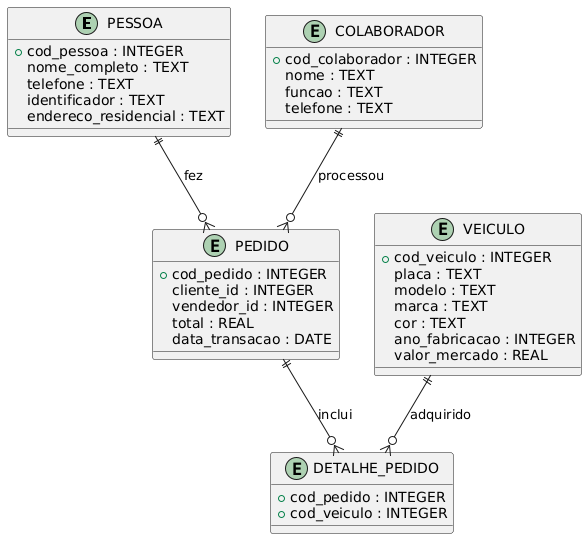 E PESSOA
cod_pessoa : INTEGER
nome_completo : TEXT
telefone : TEXT
identificador : TEXT
endereco_residencial : TEXT
E COLABORADOR
cod_colaborador : INTEGER
nome : TEXT
funcao : TEXT
telefone : TEXT
fez
processou
E PEDIDO
cod_pedido : INTEGER
cliente_id : INTEGER
vendedor_id : INTEGER
total : REAL
data_transacao : DATE
E VEICULO
cod_veiculo : INTEGER
placa : TEXT
modelo : TEXT
marca : TEXT
cor : TEXT
ano_fabricacao : INTEGER
valor_mercado : REAL
inclui
adquirido
E DETALHE_PEDIDO
cod_pedido : INTEGER
cod_veiculo : INTEGER